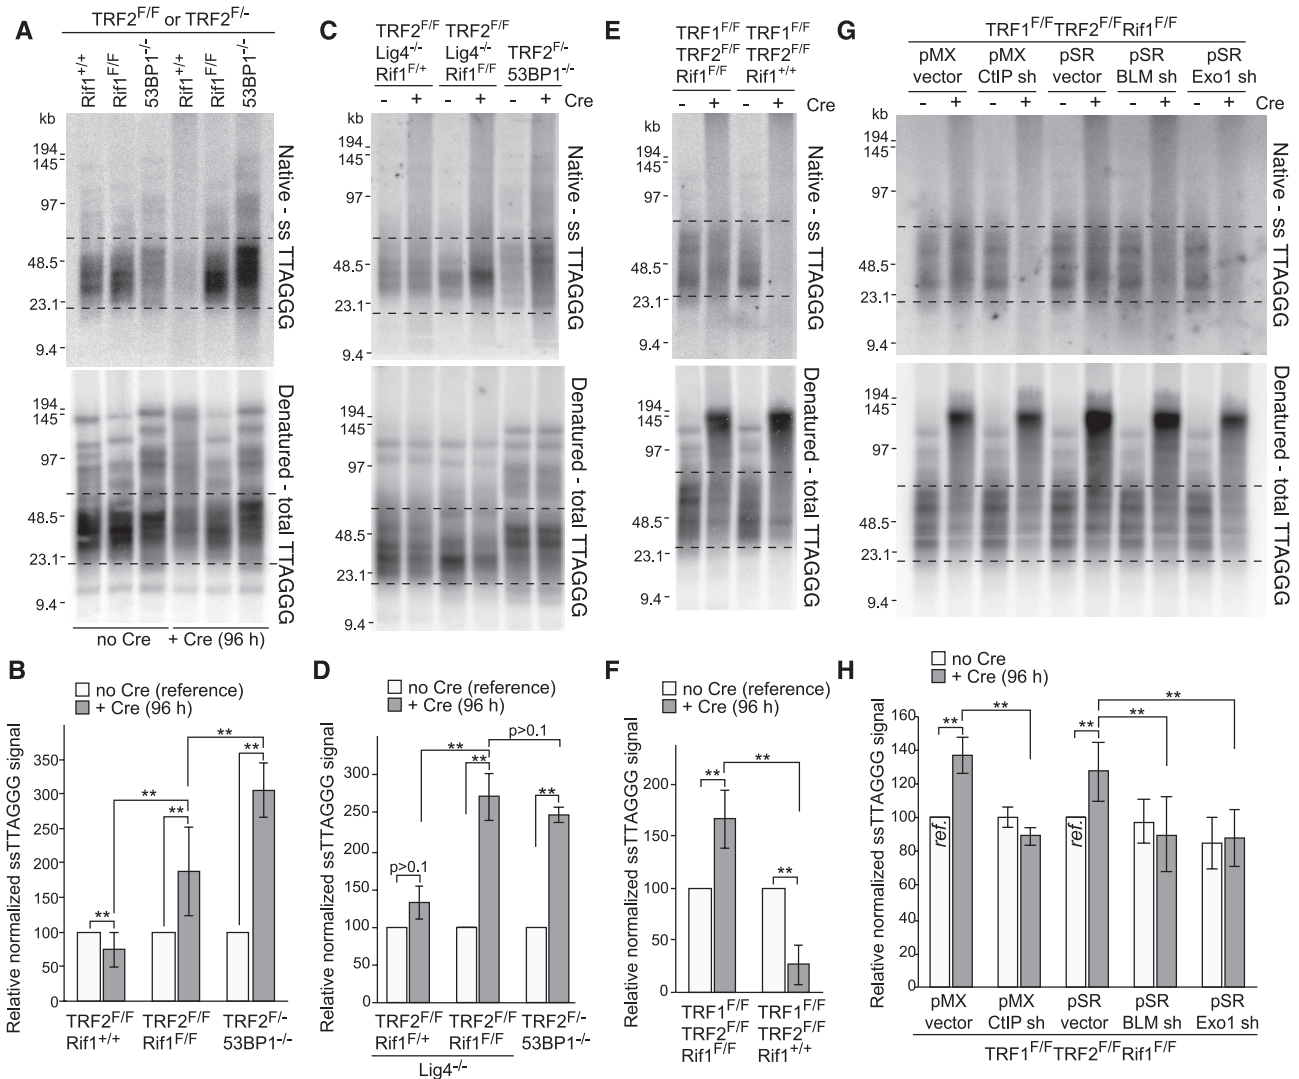 A
TRF2F/F or TRF2F/-
Rif1+/+
Rif1F/F
53BP1-/-
Rif1+/+
Rif1F/F
53BP1-/-
kb
194
145
97
48.5
23.1
9.4
Native - ss TTAGGG
194
145
97
48.5
23.1
9.4
Denatured - total TTAGGG
no Cre
+ Cre (96 h)
C
TRF2F/F Lig4-/- Rif1F/+
TRF2F/F Lig4-/- Rif1F/F
TRF2F/- 53BP1-/-
- + - + - + Cre
kb
194
145
97
48.5
23.1
9.4
Native - ss TTAGGG
194
145
97
48.5
23.1
9.4
Denatured - total TTAGGG
E
TRF1F/F TRF2F/F Rif1F/F
TRF1F/F TRF2F/F Rif1+/+
- + - + Cre
kb
194
145
97
48.5
23.1
9.4
Native - ss TTAGGG
194
145
97
48.5
23.1
9.4
Denatured - total TTAGGG
G
TRF1F/FTRF2F/FRif1F/F
pMX vector
pMX CtIP sh
pSR vector
pSR BLM sh
pSR Exo1 sh
- + - + - + - + - + Cre
kb
194
145
97
48.5
23.1
9.4
Native - ss TTAGGG
194
145
97
48.5
23.1
9.4
Denatured - total TTAGGG
B
no Cre (reference)
+ Cre (96 h)
Relative normalized ssTTAGGG signal
350
300
250
200
150
100
50
0
**
**
**
**
**
TRF2F/F Rif1+/+
TRF2F/F Rif1F/F
TRF2F/- 53BP1-/-
D
no Cre (reference)
+ Cre (96 h)
Relative normalized ssTTAGGG signal
300
250
200
150
100
50
0
p>0.1
**
**
p>0.1
**
TRF2F/F Rif1F/+
TRF2F/F Rif1F/F
TRF2F/- 53BP1-/-
Lig4-/-
F
no Cre
+ Cre (96 h)
Relative normalized ssTTAGGG signal
200
150
100
50
0
**
**
**
TRF1F/F TRF2F/F Rif1F/F
TRF1F/F TRF2F/F Rif1+/+
H
no Cre
+ Cre (96 h)
Relative normalized ssTTAGGG signal
160
140
120
100
80
60
40
20
0
ref.
**
**
ref.
**
**
**
pMX vector
pMX CtIP sh
pSR vector
pSR BLM sh
pSR Exo1 sh
TRF1F/FTRF2F/FRif1F/F